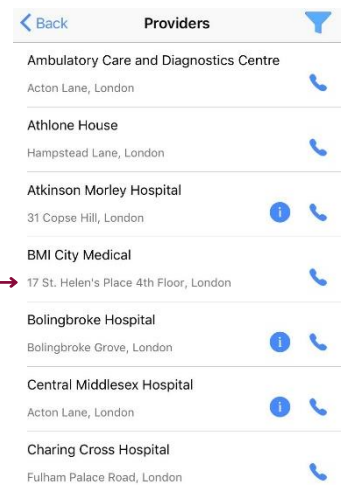 Back Providers
Ambulatory Care and Diagnostics Centre
Acton Lane, London
Athlone House
Hampstead Lane, London
Atkinson Morley Hospital
31 Copse Hill, London
BMI City Medical
17 St. Helen's Place 4th Floor, London
Bolingbroke Hospital
Bolingbroke Grove, London
Central Middlesex Hospital
Acton Lane, London
Charing Cross Hospital
Fulham Palace Road, London